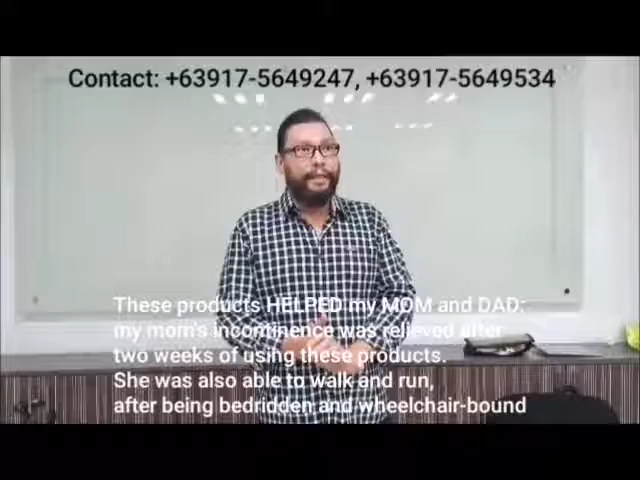 Contact: +63917-5649247, +63917-5649534
These products HELPED my MOM and DAD:
my mom's incontinence was relieved after
two weeks of using these products.
She was also able to walk and run,
after being bedridden and wheelchair-bound